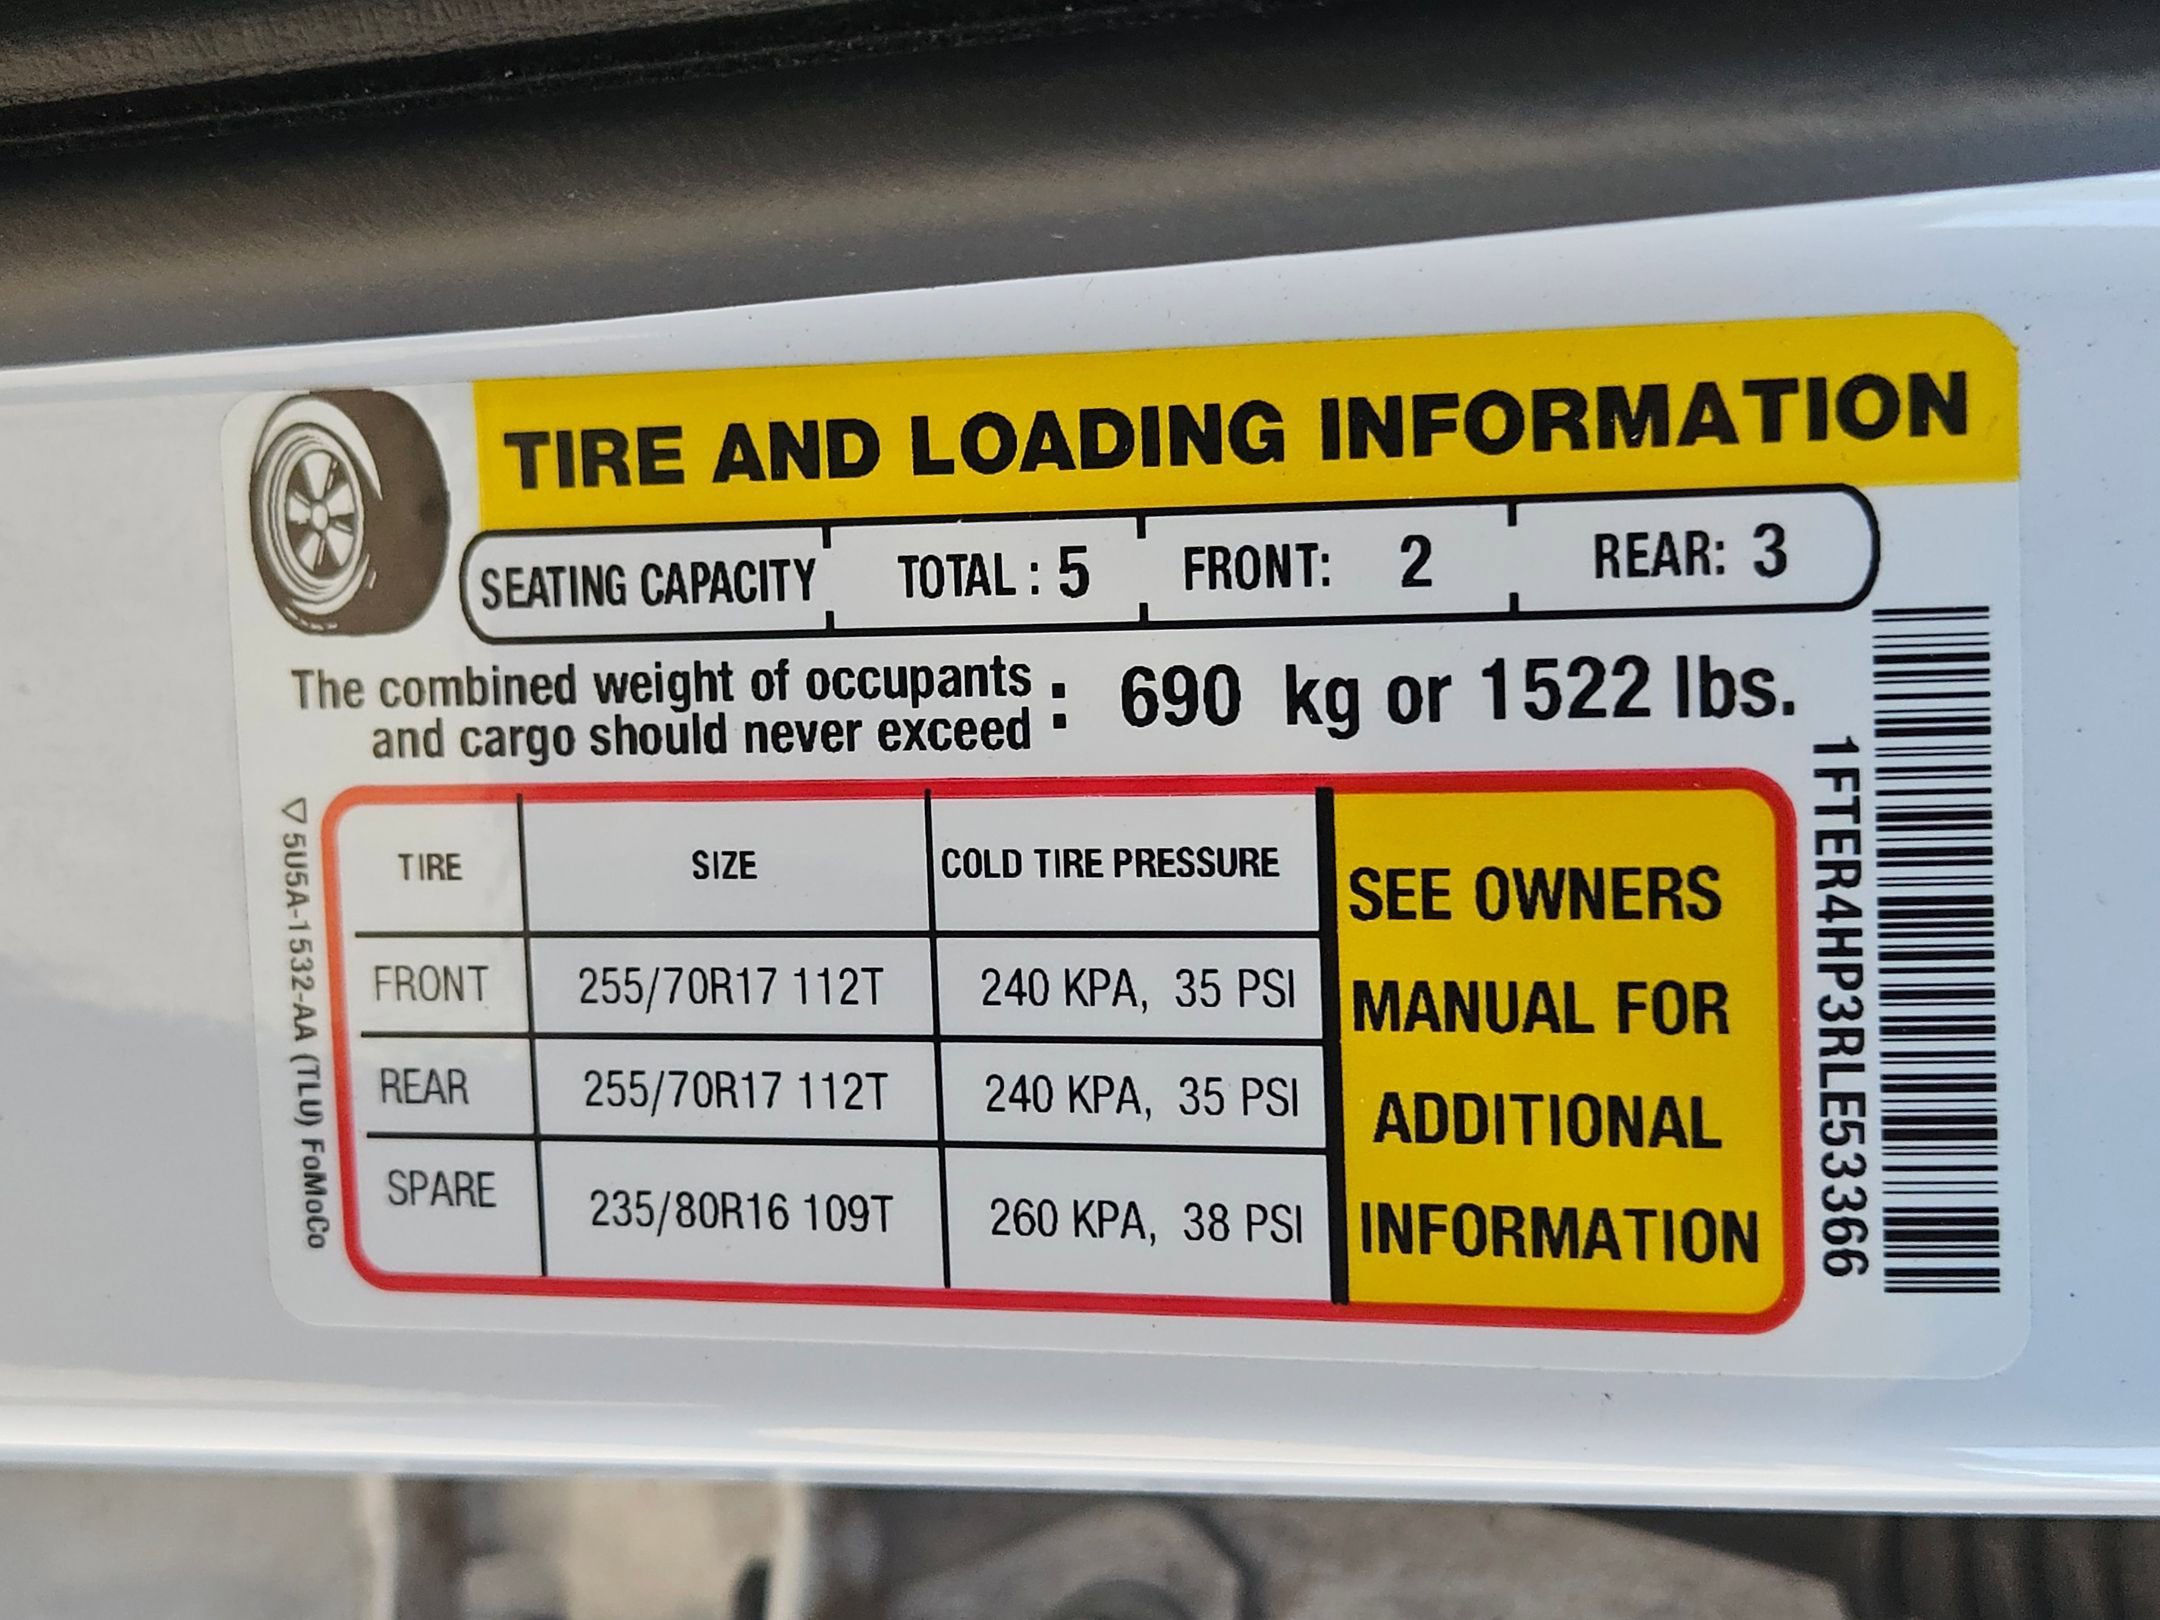 TIRE AND LOADING INFORMATION
SEATING CAPACITY TOTAL : 5 FRONT: 2 REAR: 3
The combined weight of occupants
and cargo should never exceed : 690 kg or 1522 lbs.
TIRE SIZE COLD TIRE PRESSURE
FRONT 255/70R17 112T 240 KPA, 35 PSI
REAR 255/70R17 112T 240 KPA, 35 PSI
SPARE 235/80R16 109T 260 KPA, 38 PSI
SEE OWNERS
MANUAL FOR
ADDITIONAL
INFORMATION
▽5U5A-1532-AA (TLU) FoMoCo
1FTER4HP3RLE53366